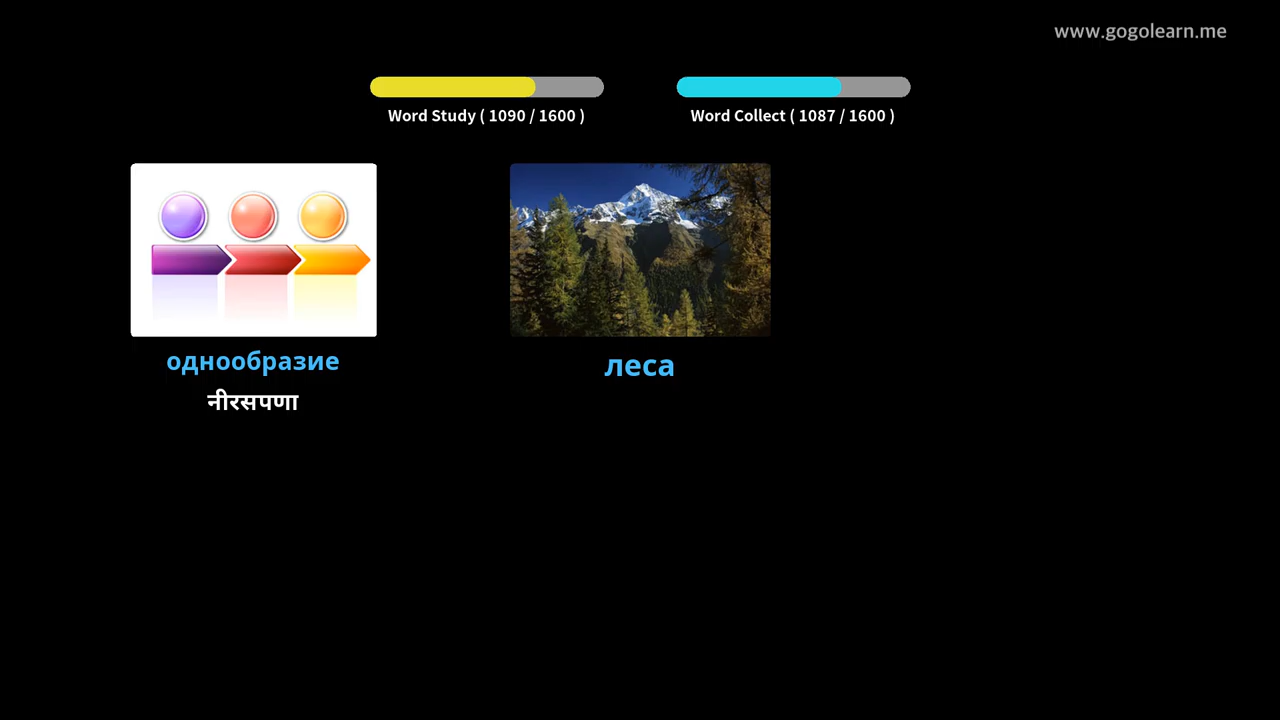 www.gogolearn.me
Word Study ( 1090 / 1600 )
Word Collect ( 1087 / 1600 )
однообразие
леса
नीरसपणा